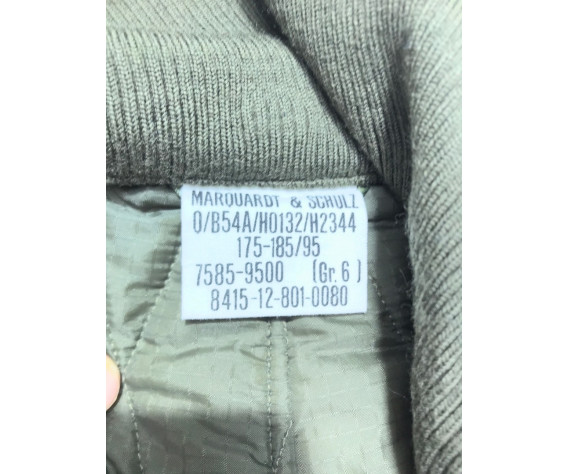 MARQUARDT & SCHULZ
0/B54A/H0132/H2344
175-185/95
7585-9500 (Gr. 6)
8415-12-801-0080